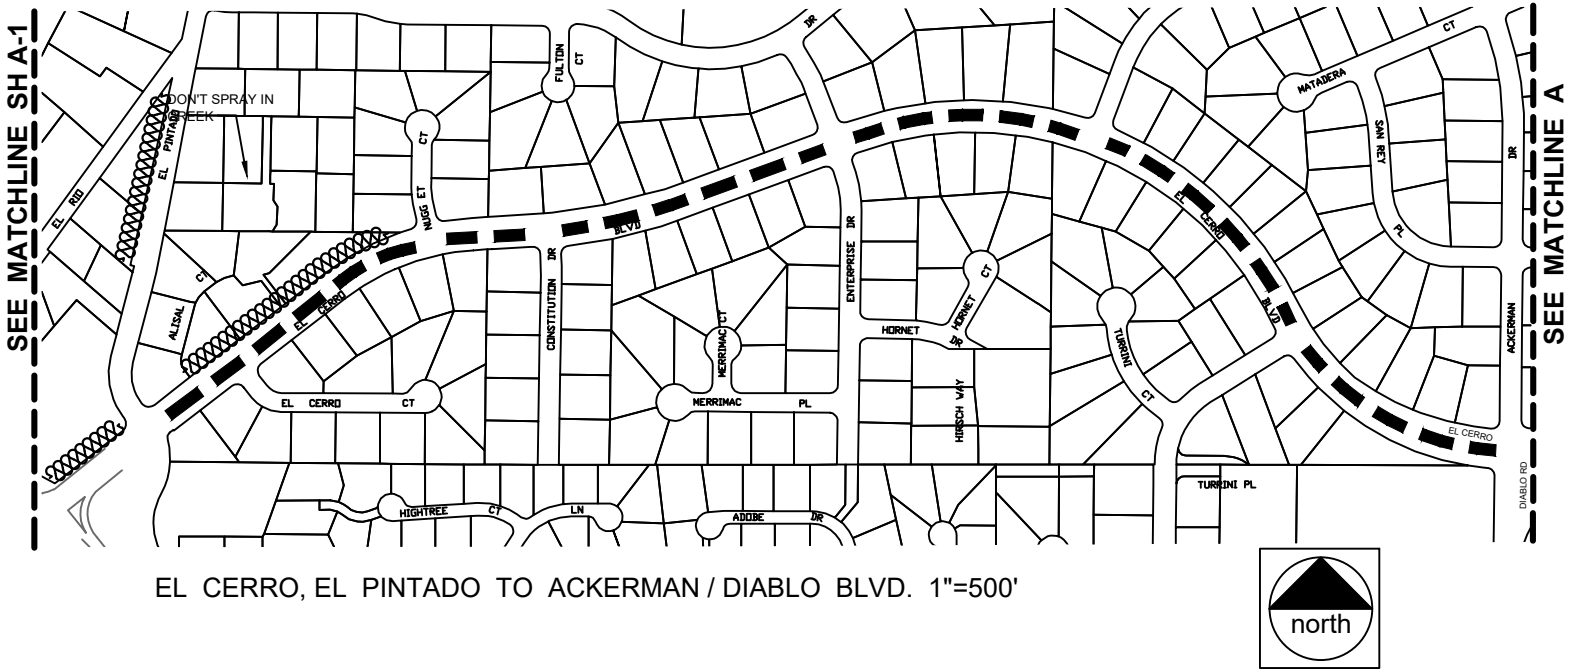 SEE MATCHLINE SH A-1
DON'T SPRAY IN
CREEK
EL PINTADO
EL RIO
FULTON
CT
CT
NUGG ET
DR
MATADERA
CT
SAN REY
PL
DR
ACKERMAN
SEE MATCHLINE A
ALISAL
CT
EL CERRO
BLVD
CONSTITUTION DR
ENTERPRISE DR
EL CERRO
BLVD
EL CERRO CT
MERRIMAC CT
MERRIMAC PL
HORNET
HORNET CT
DR
HIRSCH WAY
TURRINI
CT
EL CERRO
DIABLO RD
TURRINI PL
HIGHTREE CT
LN
ADOBE DR
EL CERRO, EL PINTADO TO ACKERMAN / DIABLO BLVD. 1"=500'
north